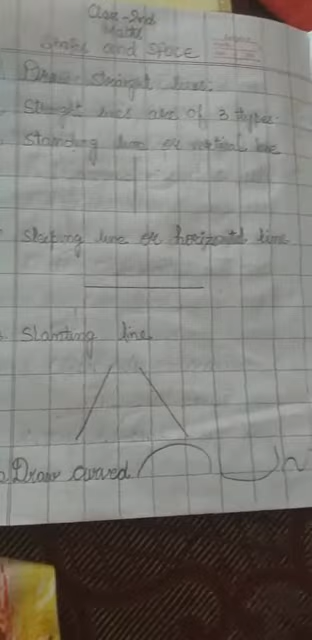 Class-2nd
Maths
and Space
Draw straight lines:
Straight lines are of 3 types.
Standing line or vertical line
Sleeping line or horizontal line
Slanting line
Draw curved